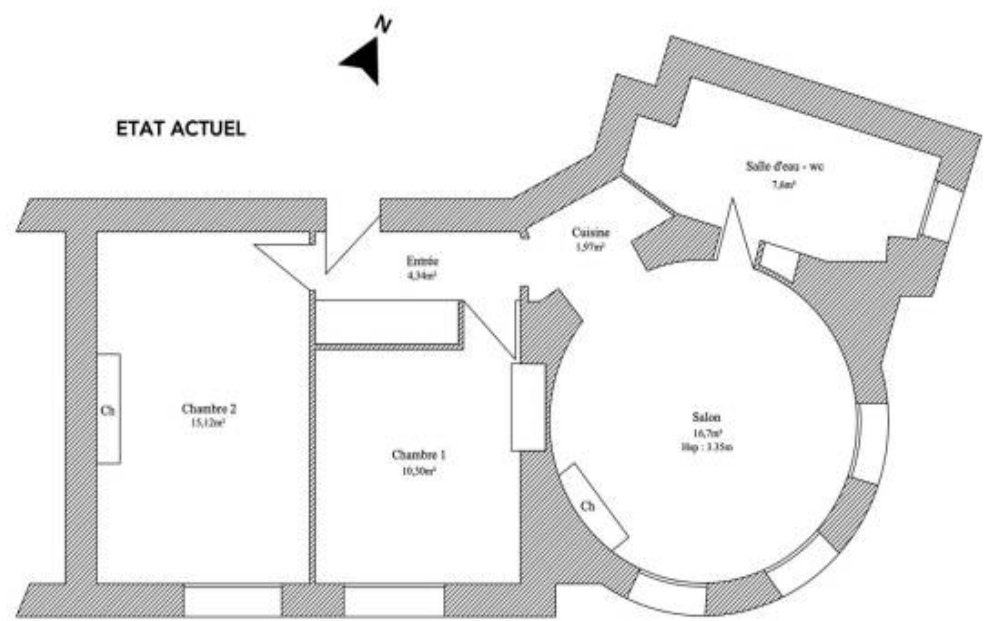 N
ETAT ACTUEL
Salle d'eau - wc
7,6m²
Cuisine
1,97m²
Entrée
4,34m²
Ch
Chambre 2
15,12m²
Salon
16,7m²
Hsp : 3.35m
Chambre 1
10,30m²
Ch